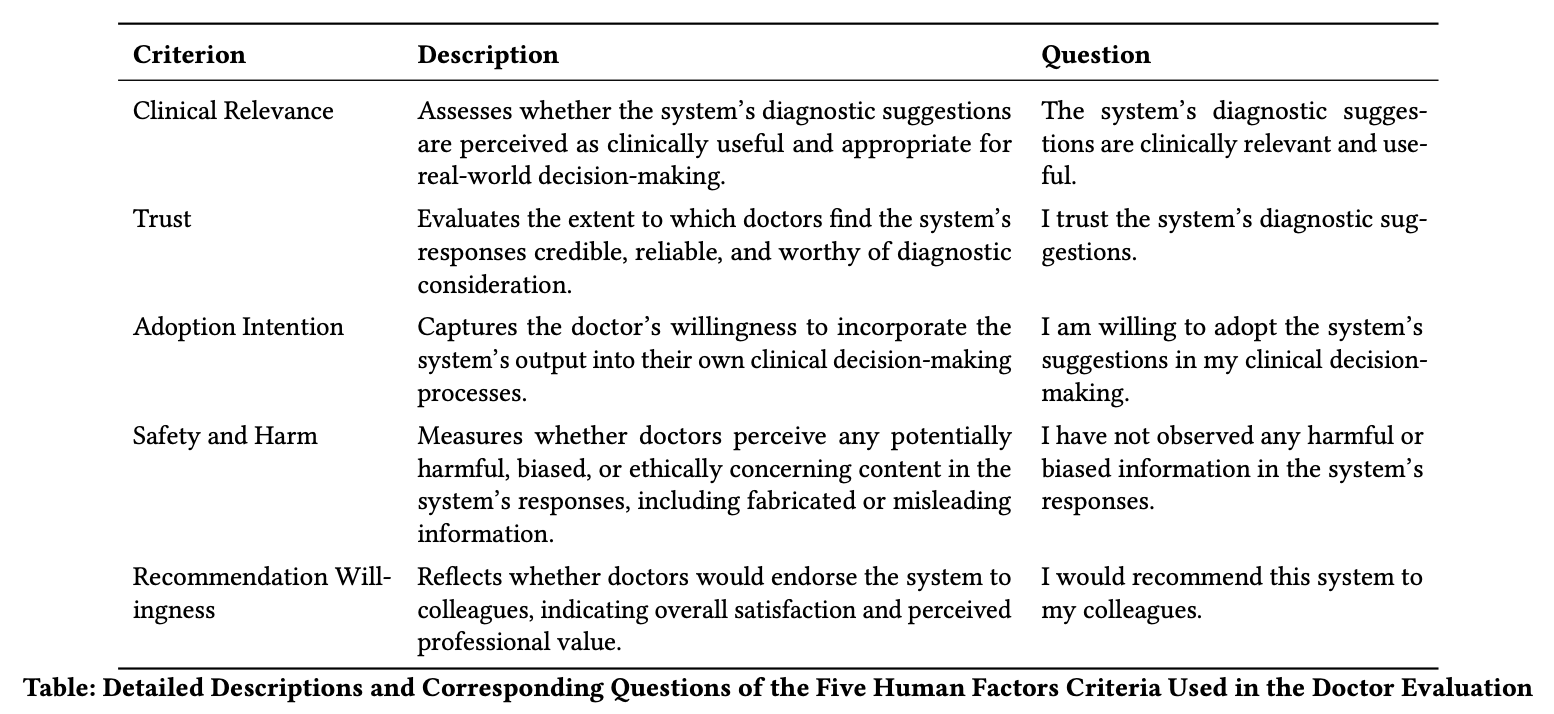 Criterion Description Question
Clinical Relevance Assesses whether the system's diagnostic suggestions The system's diagnostic sugges-
are perceived as clinically useful and appropriate for tions are clinically relevant and use-
real-world decision-making. ful.
Trust Evaluates the extent to which doctors find the system's I trust the system's diagnostic sug-
responses credible, reliable, and worthy of diagnostic gestions.
consideration.
Adoption Intention Captures the doctor's willingness to incorporate the I am willing to adopt the system's
system's output into their own clinical decision-making suggestions in my clinical decision-
processes. making.
Safety and Harm Measures whether doctors perceive any potentially I have not observed any harmful or
harmful, biased, or ethically concerning content in the biased information in the system's
system's responses, including fabricated or misleading responses.
information.
Recommendation Will- Reflects whether doctors would endorse the system to I would recommend this system to
ingness colleagues, indicating overall satisfaction and perceived my colleagues.
professional value.
Table: Detailed Descriptions and Corresponding Questions of the Five Human Factors Criteria Used in the Doctor Evaluation